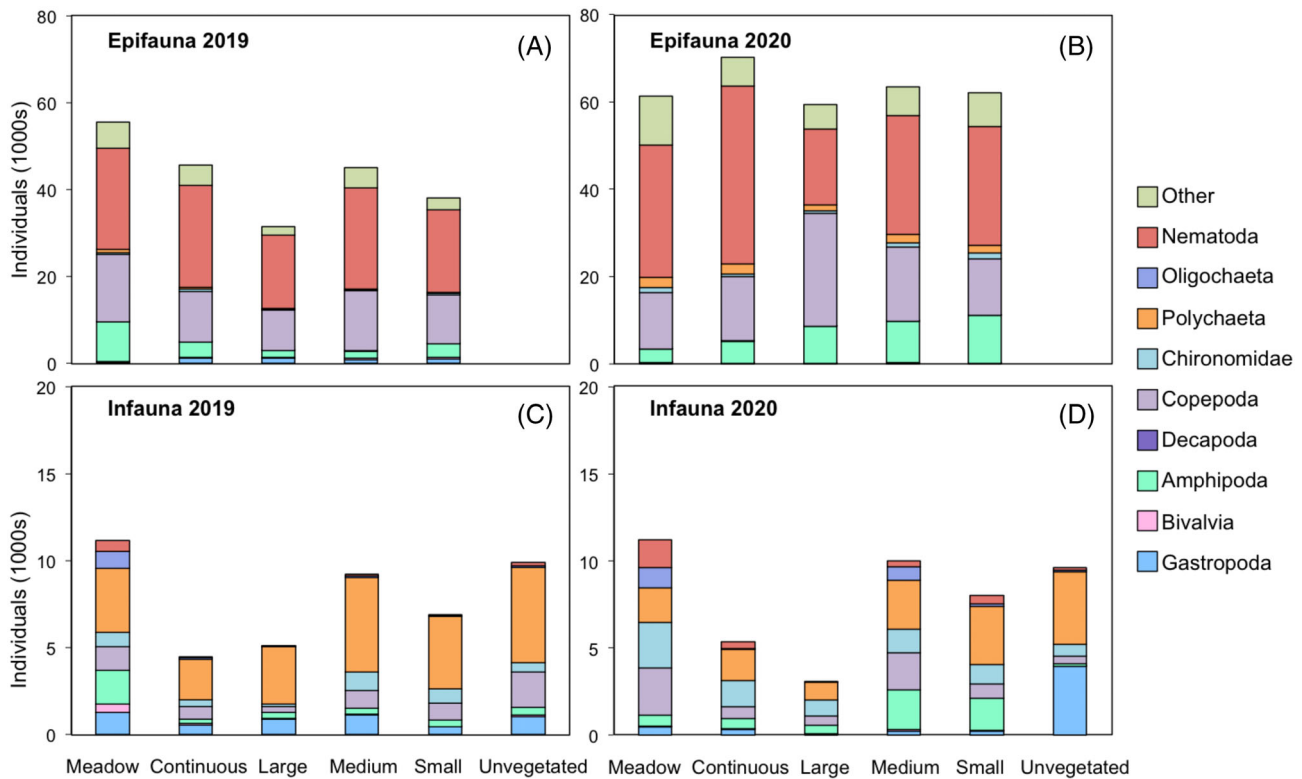 80
60
40
20
0
Individuals (1000s)
Epifauna 2019
(A)
80
60
40
20
0
Epifauna 2020
(B)
20
15
10
5
0
Individuals (1000s)
Infauna 2019
(C)
Meadow Continuous Large Medium Small Unvegetated
20
15
10
5
0
Infauna 2020
(D)
Meadow Continuous Large Medium Small Unvegetated
Other
Nematoda
Oligochaeta
Polychaeta
Chironomidae
Copepoda
Decapoda
Amphipoda
Bivalvia
Gastropoda